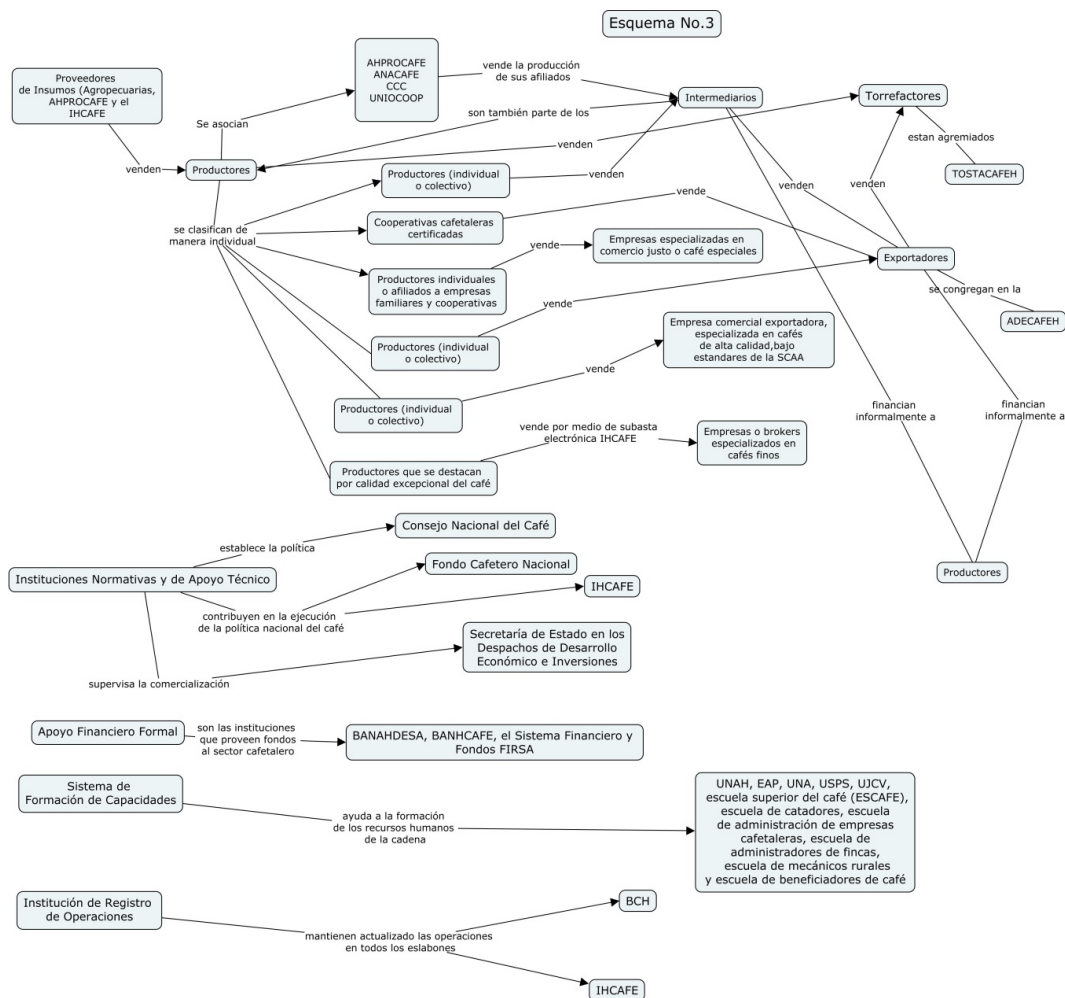 Esquema No.3
AHPROCAFE
ANACAFE
CCC
UNIOCOOP
vende la producción
de sus afiliados
Proveedores
de Insumos (Agropecuarias,
AHPROCAFE y el
IHCAFE
Intermediarios
Torrefactores
Se asocian
son también parte de los
estan agremiados
venden
venden
Productores
TOSTACAFEH
Productores (individual
o colectivo)
venden
venden
venden
se clasifican de
manera individual
Cooperativas cafetaleras
certificadas
vende
Empresas especializadas en
comercio justo o café especiales
vende
Exportadores
Productores individuales
o afiliados a empresas
familiares y cooperativas
se congregan en la
vende
ADECAFEH
Productores (individual
o colectivo)
Empresa comercial exportadora,
especializada en cafés
de alta calidad,bajo
estandares de la SCAA
vende
Productores (individual
o colectivo)
financian
informalmente a
financian
informalmente a
vende por medio de subasta
electrónica IHCAFE
Empresas o brokers
especializados en
cafés finos
Productores que se destacan
por calidad excepcional del café
Consejo Nacional del Café
establece la política
Fondo Cafetero Nacional
Instituciones Normativas y de Apoyo Técnico
Productores
IHCAFE
contribuyen en la ejecución
de la política nacional del café
Secretaría de Estado en los
Despachos de Desarrollo
Económico e Inversiones
supervisa la comercialización
Apoyo Financiero Formal
son las instituciones
que proveen fondos
al sector cafetalero
BANAHDESA, BANHCAFE, el Sistema Financiero y
Fondos FIRSA
Sistema de
Formación de Capacidades
ayuda a la formación
de los recursos humanos
de la cadena
UNAH, EAP, UNA, USPS, UJCV,
escuela superior del café (ESCAFE),
escuela de catadores, escuela
de administración de empresas
cafetaleras, escuela de
administradores de fincas,
escuela de mecánicos rurales
y escuela de beneficiadores de café
Institución de Registro
de Operaciones
BCH
mantienen actualizado las operaciones
en todos los eslabones
IHCAFE